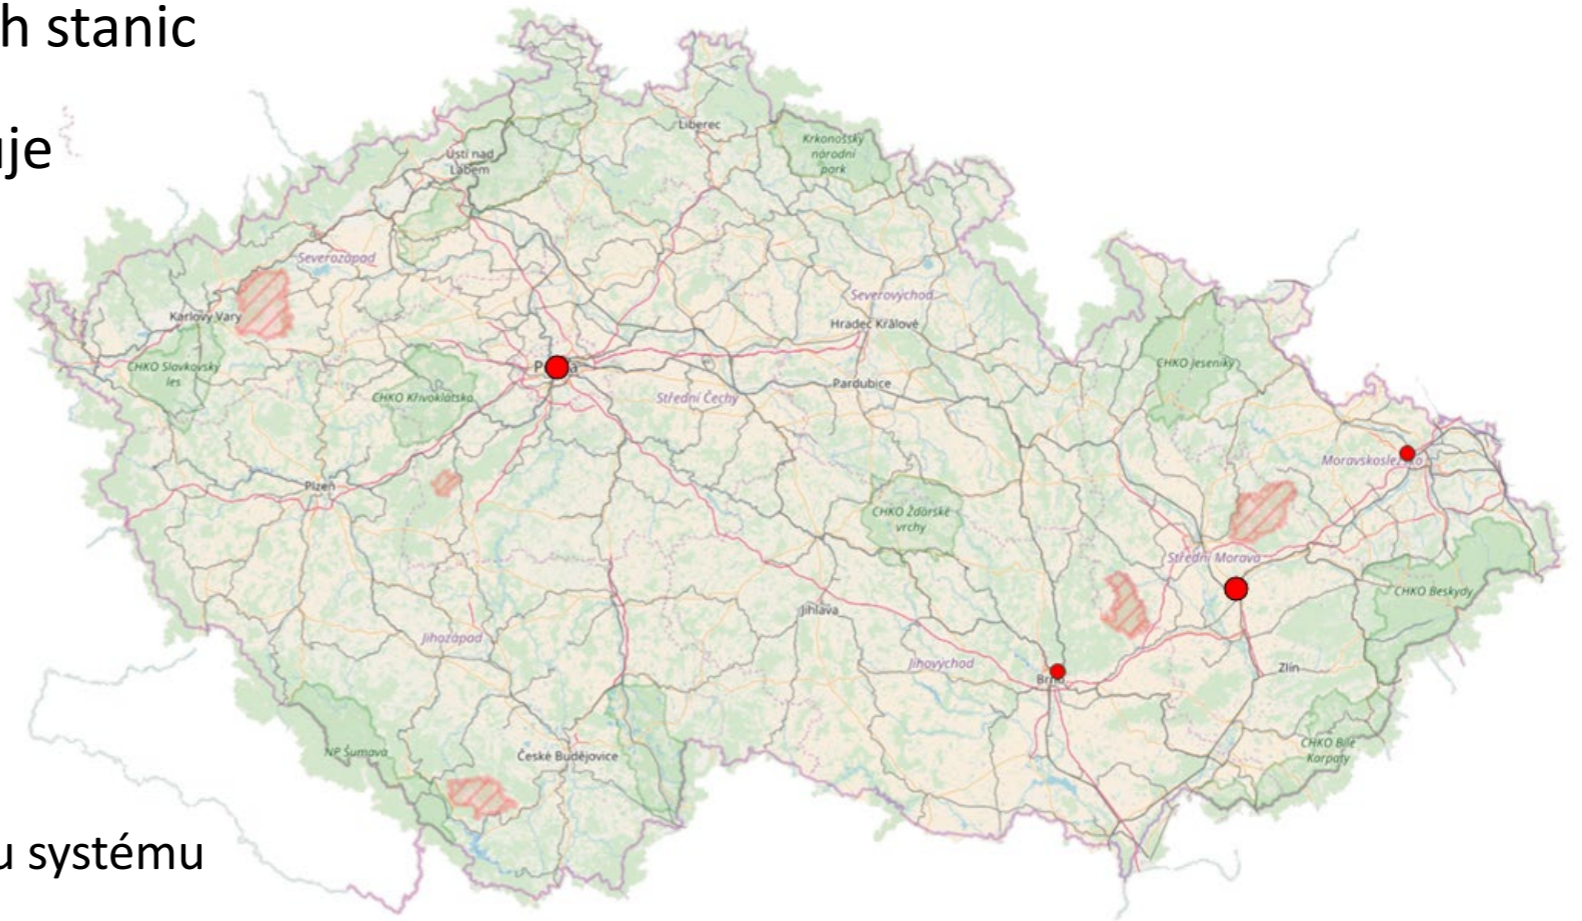 h stanic
Liberec
Krkonošský
národní
park
uje
Ústí nad
Labem
Severozápad
Severovýchod
Karlovy Vary
Hradec Králové
CHKO Slavkovský
les
CHKO Jeseníky
Pardubice
CHKO Křivoklátsko
Střední Čechy
Moravskoslezsko
Plzeň
CHKO Žďárské
vrchy
Střední Morava
CHKO Beskydy
Jihlava
Jihozápad
Jihovýchod
Zlín
Brno
NP Šumava
České Budějovice
CHKO Bílé
Karpaty
u systému